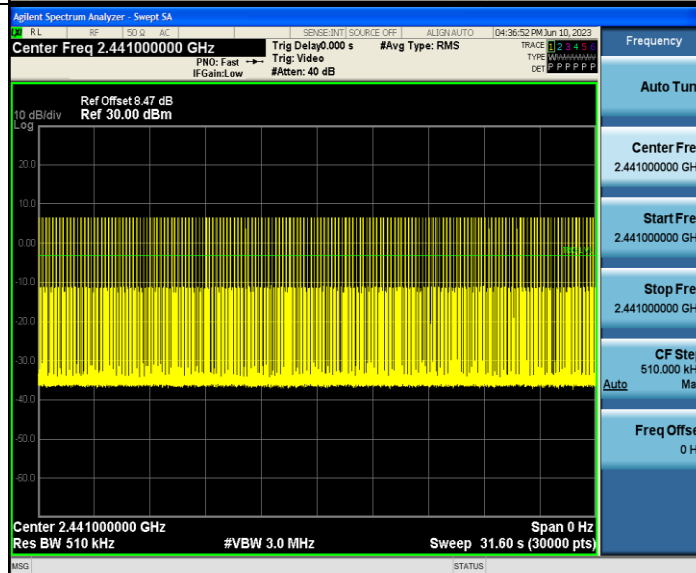 Agilent Spectrum Analyzer - Swept SA
RL RF 50 Ω AC SENSE:INT SOURCE OFF ALIGN AUTO 04:36:52 PM Jun 10, 2023
Center Freq 2.441000000 GHz
PNO: Fast
IFGain:Low
Trig Delay0.000 s
Trig: Video
#Atten: 40 dB
#Avg Type: RMS
TRACE 1 2 3 4 5 6
TYPE W
DET P P P P P P
Ref Offset 8.47 dB
10 dB/div Ref 30.00 dBm
Log
20.0
10.0
0.00
-10.0
-20.0
-30.0
-40.0
-50.0
-60.0
Center 2.441000000 GHz Span 0 Hz
Res BW 510 kHz #VBW 3.0 MHz Sweep 31.60 s (30000 pts)
MSG STATUS
Frequency
Auto Tun
Center Fre
2.441000000 GH
Start Fre
2.441000000 GH
Stop Fre
2.441000000 GH
CF Ste
510.000 kH
Auto Ma
Freq Offse
0 H